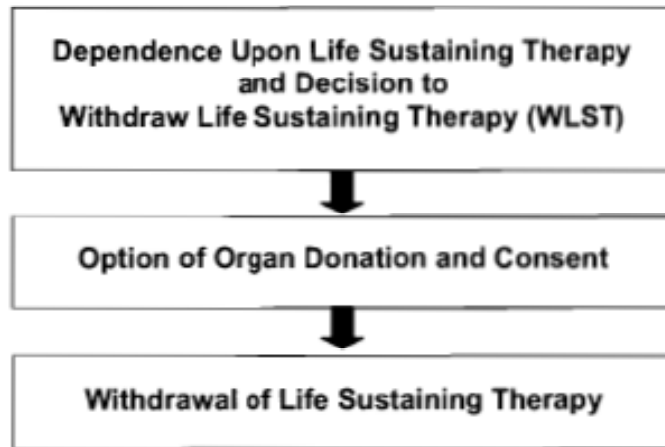 Dependence Upon Life Sustaining Therapy
and Decision to
Withdraw Life Sustaining Therapy (WLST)
Option of Organ Donation and Consent
Withdrawal of Life Sustaining Therapy